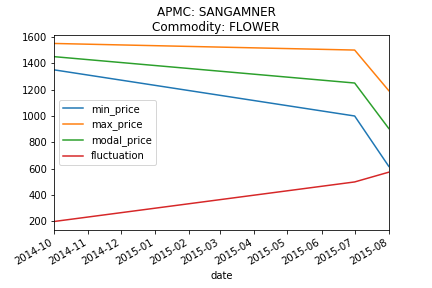 APMC: SANGAMNER
Commodity: FLOWER
1600
1400
1200
1000
800
600
400
200
min_price
max_price
modal_price
fluctuation
2014-10
2014-11
2014-12
2015-01
2015-02
2015-03
2015-04
2015-05
2015-06
2015-07
2015-08
date